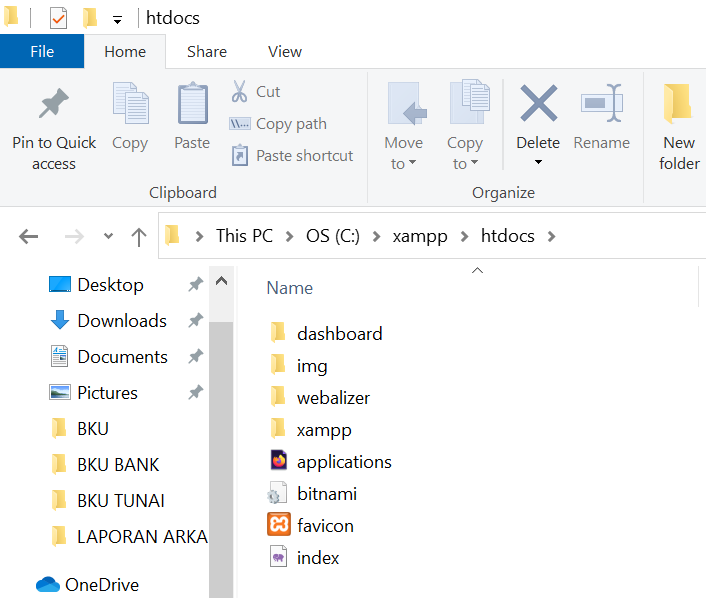 htdocs
File Home Share View
Pin to Quick access
Copy
Paste
Cut
Copy path
Paste shortcut
Clipboard
Move to
Copy to
Delete
Rename
Organize
New folder
This PC OS (C:) xampp htdocs
Desktop
Downloads
Documents
Pictures
BKU
BKU BANK
BKU TUNAI
LAPORAN ARKA
OneDrive
Name
dashboard
img
webalizer
xampp
applications
bitnami
favicon
index